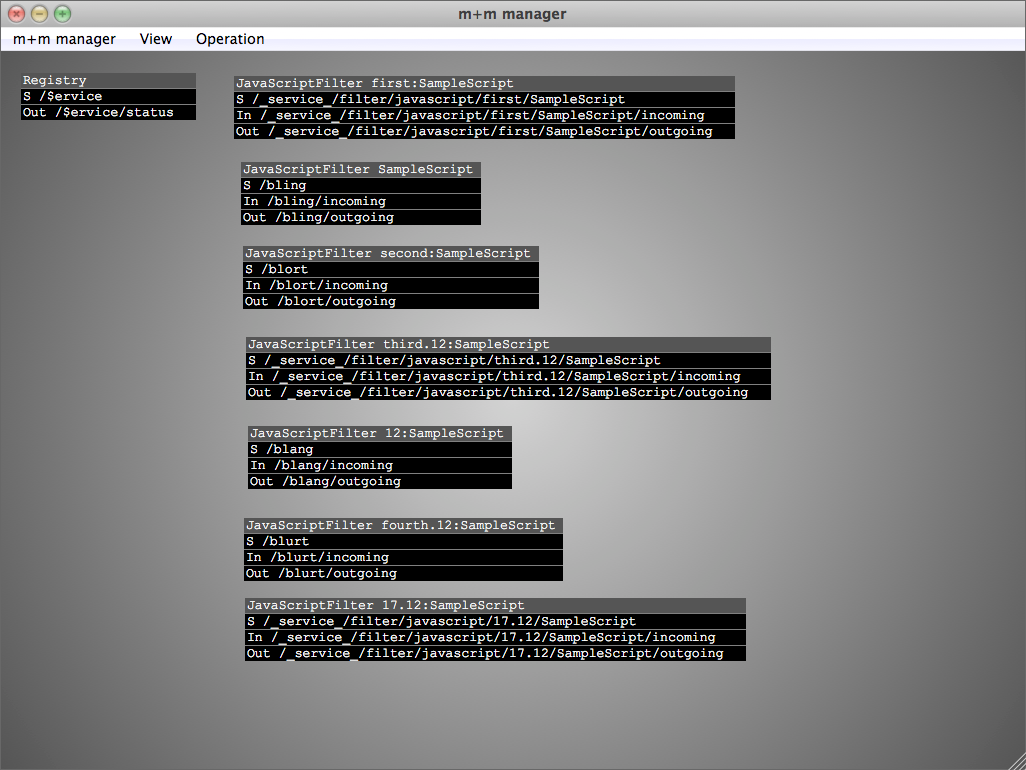 m+m manager
m+m manager View Operation
Registry
S /$ervice
Out /$ervice/status
JavaScriptFilter first:SampleScript
S /_service_/filter/javascript/first/SampleScript
In /_service_/filter/javascript/first/SampleScript/incoming
Out /_service_/filter/javascript/first/SampleScript/outgoing
JavaScriptFilter SampleScript
S /bling
In /bling/incoming
Out /bling/outgoing
JavaScriptFilter second:SampleScript
S /blort
In /blort/incoming
Out /blort/outgoing
JavaScriptFilter third.12:SampleScript
S /_service_/filter/javascript/third.12/SampleScript
In /_service_/filter/javascript/third.12/SampleScript/incoming
Out /_service_/filter/javascript/third.12/SampleScript/outgoing
JavaScriptFilter 12:SampleScript
S /blang
In /blang/incoming
Out /blang/outgoing
JavaScriptFilter fourth.12:SampleScript
S /blurt
In /blurt/incoming
Out /blurt/outgoing
JavaScriptFilter 17.12:SampleScript
S /_service_/filter/javascript/17.12/SampleScript
In /_service_/filter/javascript/17.12/SampleScript/incoming
Out /_service_/filter/javascript/17.12/SampleScript/outgoing